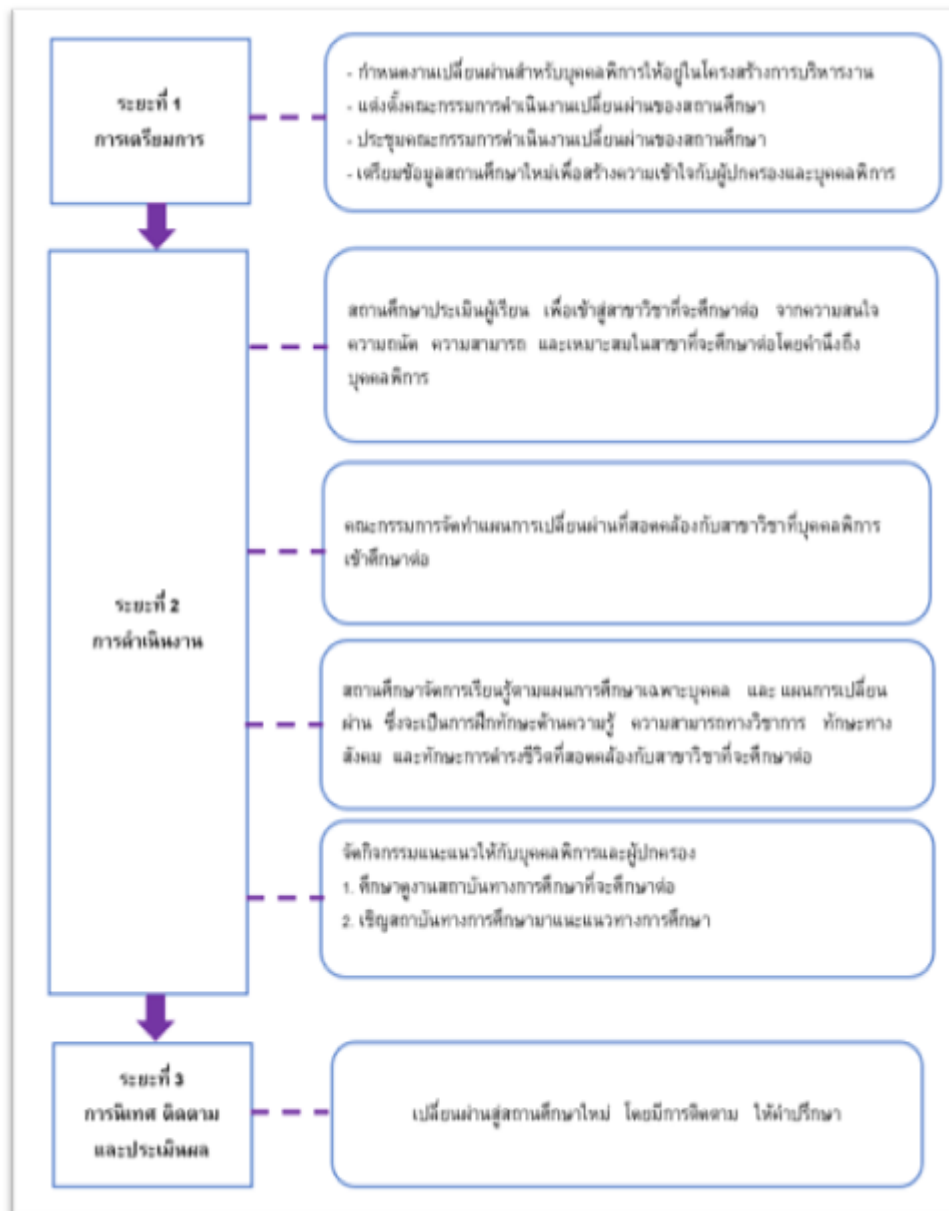 ระยะที่ 1
การเตรียมการ
- กำหนดงานเปลี่ยนผ่านสำหรับบุคคลพิการให้อยู่ในโครงสร้างการบริหารงาน
- แต่งตั้งคณะกรรมการดำเนินงานเปลี่ยนผ่านของสถานศึกษา
- ประชุมคณะกรรมการดำเนินงานเปลี่ยนผ่านของสถานศึกษา
- เตรียมข้อมูลสถานศึกษาใหม่เพื่อสร้างความเข้าใจกับผู้ปกครองและบุคคลพิการ
ระยะที่ 2
การดำเนินงาน
สถานศึกษาประเมินผู้เรียน เพื่อเข้าสู่สาขาวิชาที่จะศึกษาต่อ จากความสนใจ
ความถนัด ความสามารถ และเหมาะสมในสาขาที่จะศึกษาต่อโดยคำนึงถึง
บุคคลพิการ
คณะกรรมการจัดทำแผนการเปลี่ยนผ่านที่สอดคล้องกับสาขาวิชาที่บุคคลพิการ
เข้าศึกษาต่อ
สถานศึกษาจัดการเรียนรู้ตามแผนการศึกษาเฉพาะบุคคล และ แผนการเปลี่ยน
ผ่าน ซึ่งจะเป็นการฝึกทักษะด้านความรู้ ความสามารถทางวิชาการ ทักษะทาง
สังคม และทักษะการดำรงชีวิตที่สอดคล้องกับสาขาวิชาที่จะศึกษาต่อ
จัดกิจกรรมแนะแนวให้กับบุคคลพิการและผู้ปกครอง
1. ศึกษาดูงานสถาบันทางการศึกษาที่จะศึกษาต่อ
2. เชิญสถาบันทางการศึกษามาแนะแนวทางการศึกษา
ระยะที่ 3
การนิเทศ ติดตาม
และประเมินผล
เปลี่ยนผ่านสู่สถานศึกษาใหม่ โดยมีการติดตาม ให้คำปรึกษา